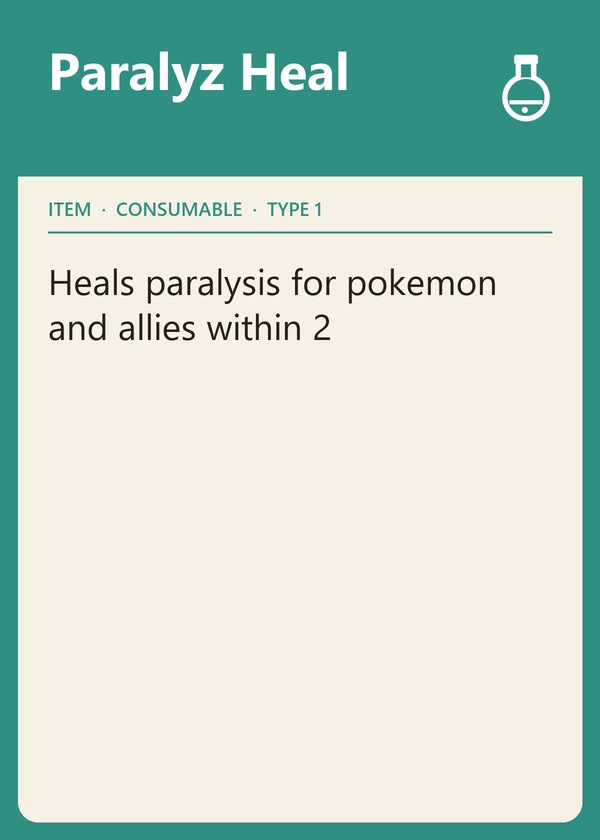 Paralyz Heal
ITEM · CONSUMABLE · TYPE 1
Heals paralysis for pokemon
and allies within 2